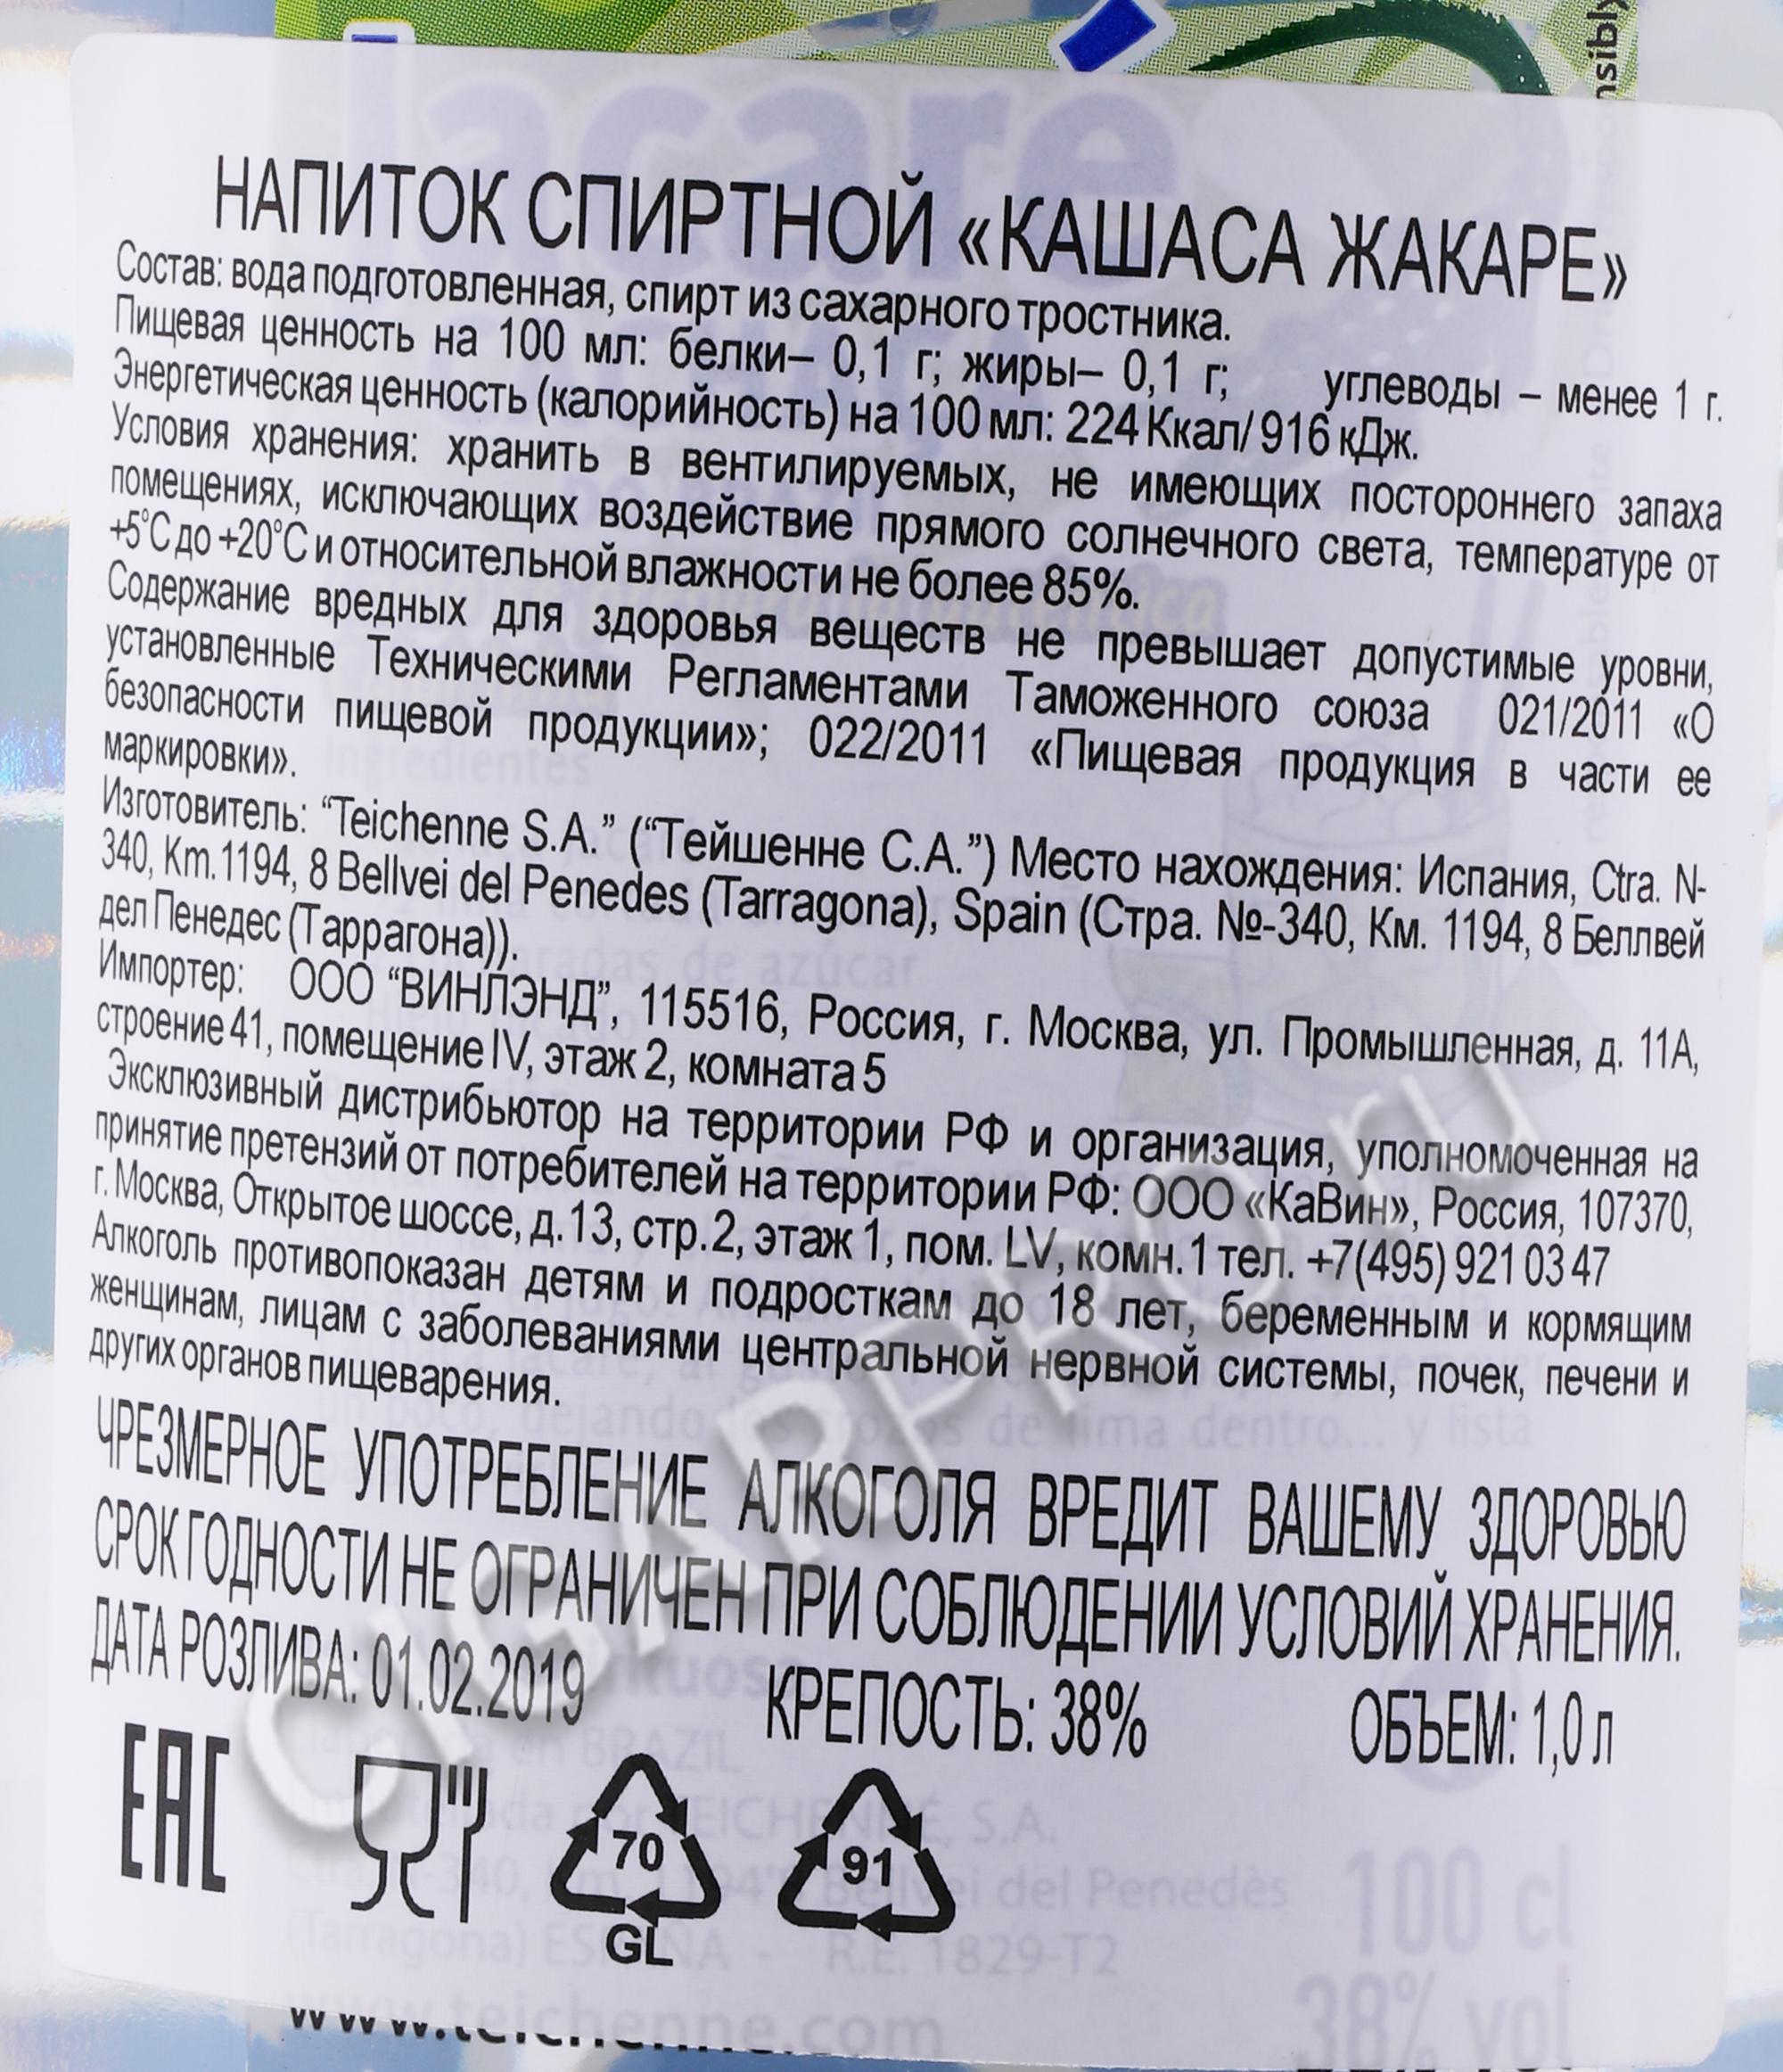 nsibly
НАПИТОК СПИРТНОЙ «КАШАСА ЖАКАРЕ»
Состав: вода подготовленная, спирт из сахарного тростника.
Пищевая ценность на 100 мл: белки– 0,1 г; жиры– 0,1 г; углеводы – менее 1 г.
Энергетическая ценность (калорийность) на 100 мл: 224 Ккал/ 916 кДж.
Условия хранения: хранить в вентилируемых, не имеющих постороннего запаха
помещениях, исключающих воздействие прямого солнечного света, температуре от
+5°С до +20°С и относительной влажности не более 85%.
Содержание вредных для здоровья веществ не превышает допустимые уровни,
установленные Техническими Регламентами Таможенного союза 021/2011 «О
безопасности пищевой продукции»; 022/2011 «Пищевая продукция в части ее
маркировки».
Изготовитель: “Teichenne S.A.” (“Тейшенне С.А.”) Место нахождения: Испания, Ctra. N-
340, Km.1194, 8 Bellvei del Penedes (Tarragona), Spain (Стра. №-340, Км. 1194, 8 Беллвей
дел Пенедес (Таррагона)).
Импортер: ООО “ВИНЛЭНД”, 115516, Россия, г. Москва, ул. Промышленная, д. 11А,
строение 41, помещение IV, этаж 2, комната 5
Эксклюзивный дистрибьютор на территории РФ и организация, уполномоченная на
принятие претензий от потребителей на территории РФ: ООО «КаВин», Россия, 107370,
г. Москва, Открытое шоссе, д.13, стр.2, этаж 1, пом. LV, комн.1 тел. +7(495) 921 03 47
Алкоголь противопоказан детям и подросткам до 18 лет, беременным и кормящим
женщинам, лицам с заболеваниями центральной нервной системы, почек, печени и
других органов пищеварения.
ЧРЕЗМЕРНОЕ УПОТРЕБЛЕНИЕ АЛКОГОЛЯ ВРЕДИТ ВАШЕМУ ЗДОРОВЬЮ
СРОК ГОДНОСТИ НЕ ОГРАНИЧЕН ПРИ СОБЛЮДЕНИИ УСЛОВИЙ ХРАНЕНИЯ.
ДАТА РОЗЛИВА: 01.02.2019 КРЕПОСТЬ: 38% ОБЪЕМ: 1,0 л
EAC
70
GL
91
CIGARPRO.ru
100 cl
38% vol
www.teichenne.com